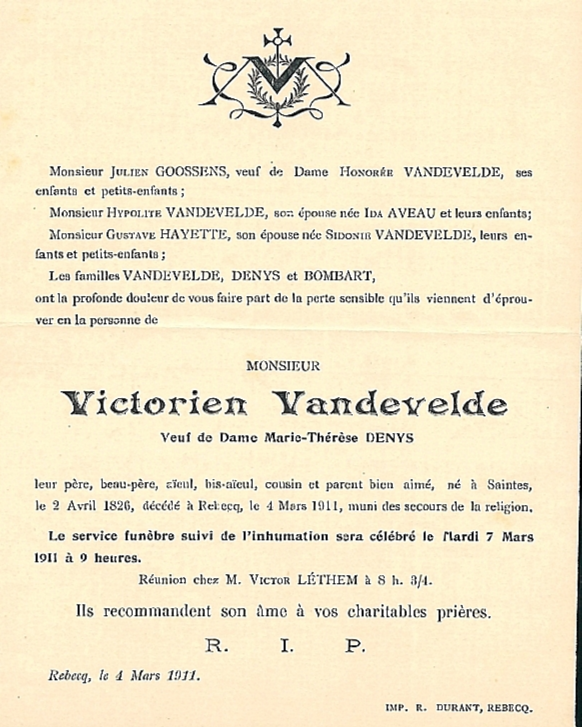 Monsieur Julien GOOSSENS, veuf de Dame Honorée VANDEVELDE, ses
enfants et petits-enfants ;
Monsieur Hypolite VANDEVELDE, son épouse née Ida AVEAU et leurs enfants;
Monsieur Gustave HAYETTE, son épouse née Sidonie VANDEVELDE, leurs en-
fants et petits-enfants ;
Les familles VANDEVELDE, DENYS et BOMBART,
ont la profonde douleur de vous faire part de la perte sensible qu'ils viennent d'éprou-
ver en la personne de
MONSIEUR
Victorien Vandevelde
Veuf de Dame Marie-Thérèse DENYS
leur père, beau-père, aïeul, bis-aïeul, cousin et parent bien aimé, né à Saintes,
le 2 Avril 1826, décédé à Rebecq, le 4 Mars 1911, muni des secours de la religion.
Le service funèbre suivi de l'inhumation sera célébré le Mardi 7 Mars
1911 à 9 heures.
Réunion chez M. Victor LÉTHEM à 8 h. 3/4.
Ils recommandent son âme à vos charitables prières.
R. I. P.
Rebecq, le 4 Mars 1911.
IMP. R. DURANT, REBECQ.